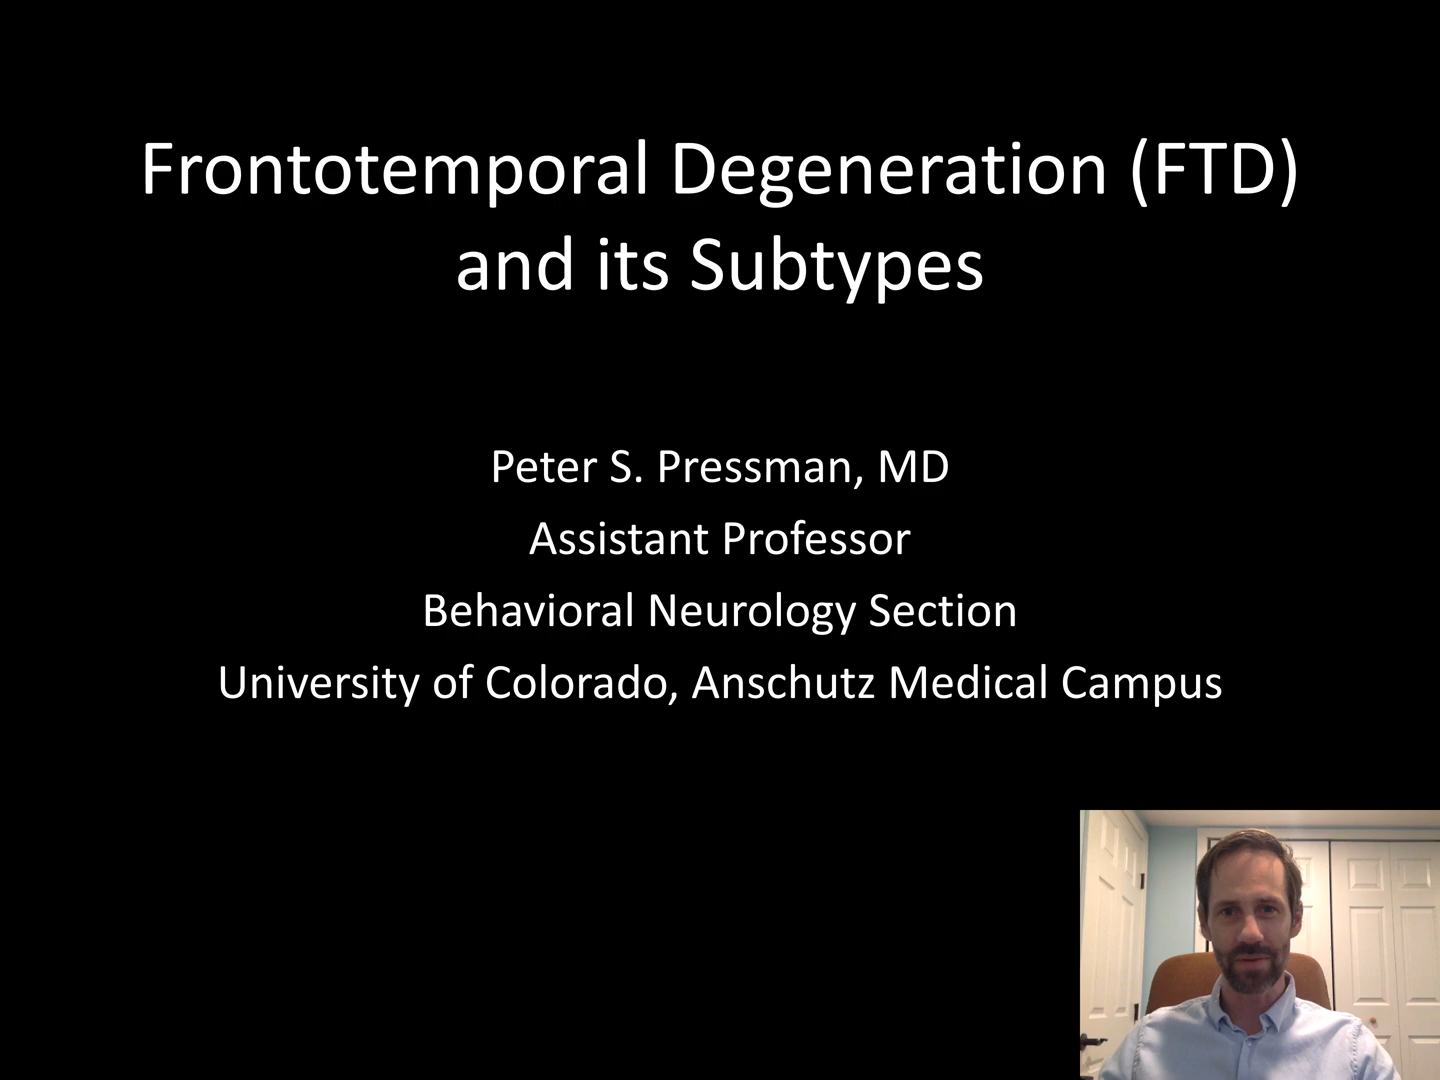 Frontotemporal Degeneration (FTD)
and its Subtypes
Peter S. Pressman, MD
Assistant Professor
Behavioral Neurology Section
University of Colorado, Anschutz Medical Campus